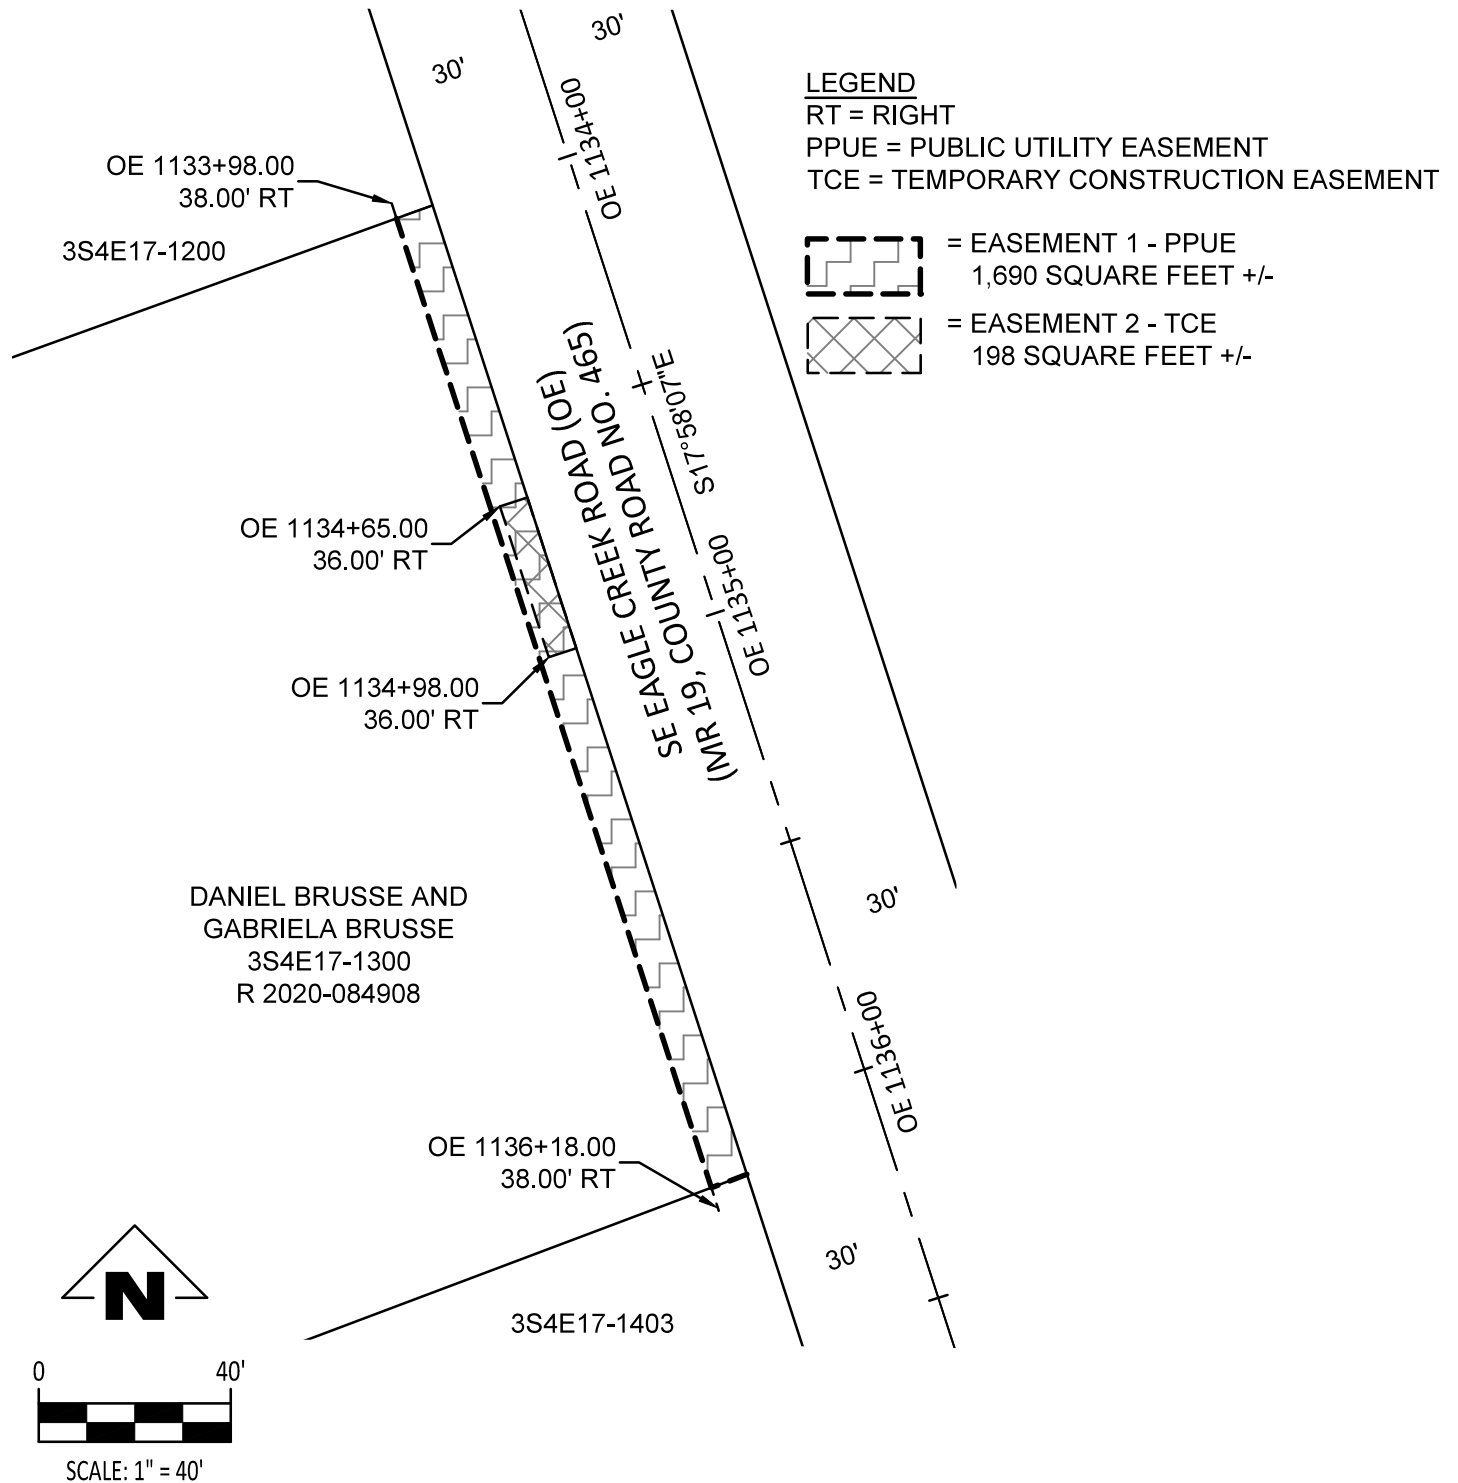 30'
30'
LEGEND
RT = RIGHT
PPUE = PUBLIC UTILITY EASEMENT
TCE = TEMPORARY CONSTRUCTION EASEMENT
= EASEMENT 1 - PPUE
1,690 SQUARE FEET +/-
= EASEMENT 2 - TCE
198 SQUARE FEET +/-
OE 1134+00
OE 1133+98.00
38.00' RT
3S4E17-1200
SE EAGLE CREEK ROAD (OE)
(MR 19, COUNTY ROAD NO. 465)
S17°58'07"E
OE 1134+65.00
36.00' RT
OE 1135+00
OE 1134+98.00
36.00' RT
DANIEL BRUSSE AND
GABRIELA BRUSSE
3S4E17-1300
R 2020-084908
30'
OE 1136+00
OE 1136+18.00
38.00' RT
30'
3S4E17-1403
N
0 40'
SCALE: 1" = 40'